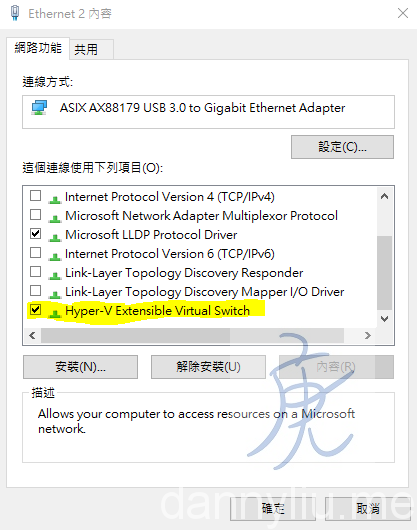 Ethernet 2 內容
網路功能
共用
連線方式:
ASIX AX88179 USB 3.0 to Gigabit Ethernet Adapter
設定(C)...
這個連線使用下列項目(O):
Internet Protocol Version 4 (TCP/IPv4)
Microsoft Network Adapter Multiplexor Protocol
Microsoft LLDP Protocol Driver
Internet Protocol Version 6 (TCP/IPv6)
Link-Layer Topology Discovery Responder
Link-Layer Topology Discovery Mapper I/O Driver
Hyper-V Extensible Virtual Switch
安裝(N)...
解除安裝(U)
內容(R)
描述
Allows your computer to access resources on a Microsoft
network.
確定
取消
dannyliu.me